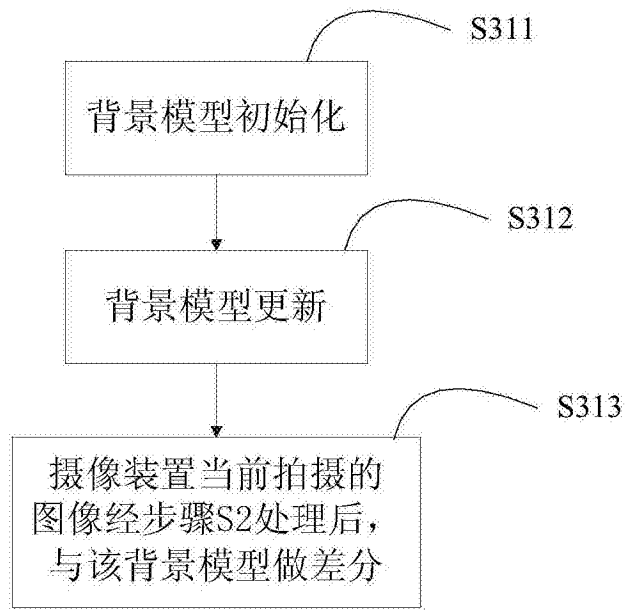 S311
背景模型初始化
S312
背景模型更新
S313
摄像装置当前拍摄的
图像经步骤S2处理后，
与该背景模型做差分